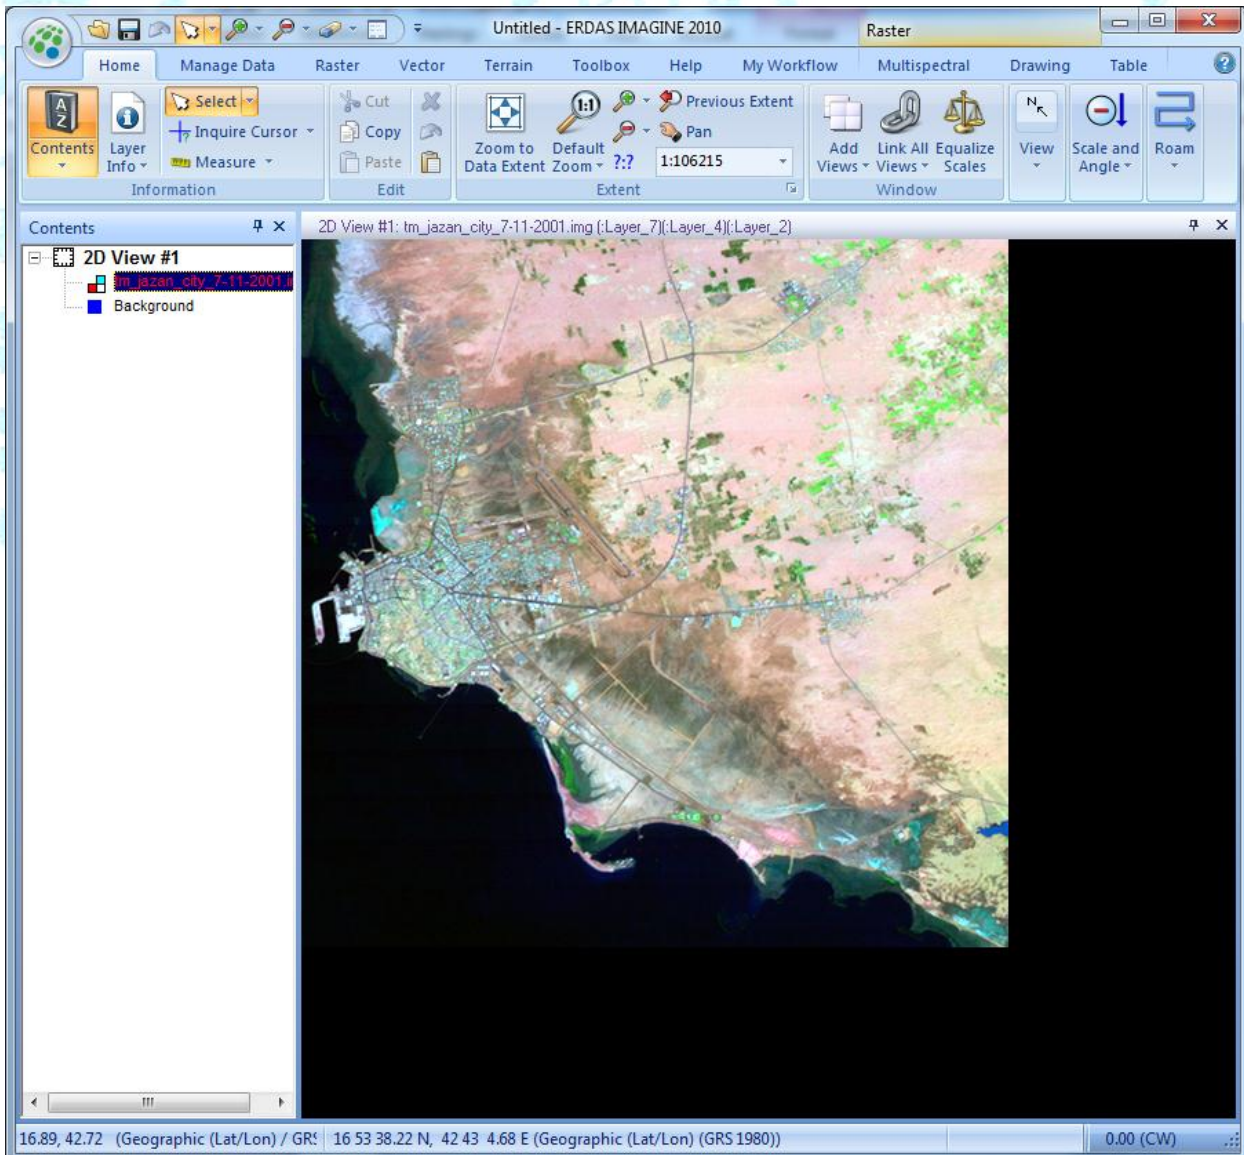 Untitled - ERDAS IMAGINE 2010
Raster
Home Manage Data Raster Vector Terrain Toolbox Help My Workflow Multispectral Drawing Table
Contents
Layer Info
Select
Inquire Cursor
Measure
Information
Cut
Copy
Paste
Edit
Zoom to Data Extent
1:1
Default Zoom
?:?
Previous Extent
Pan
1:106215
Extent
Add Views
Link All Views
Equalize Scales
Window
N
View
Scale and Angle
Roam
Contents
2D View #1: tm_jazan_city_7-11-2001.img (:Layer_7)(:Layer_4)(:Layer_2)
2D View #1
tm_jazan_city_7-11-2001.i
Background
16.89, 42.72 (Geographic (Lat/Lon) / GRS 16 53 38.22 N, 42 43 4.68 E (Geographic (Lat/Lon) (GRS 1980)) 0.00 (CW)